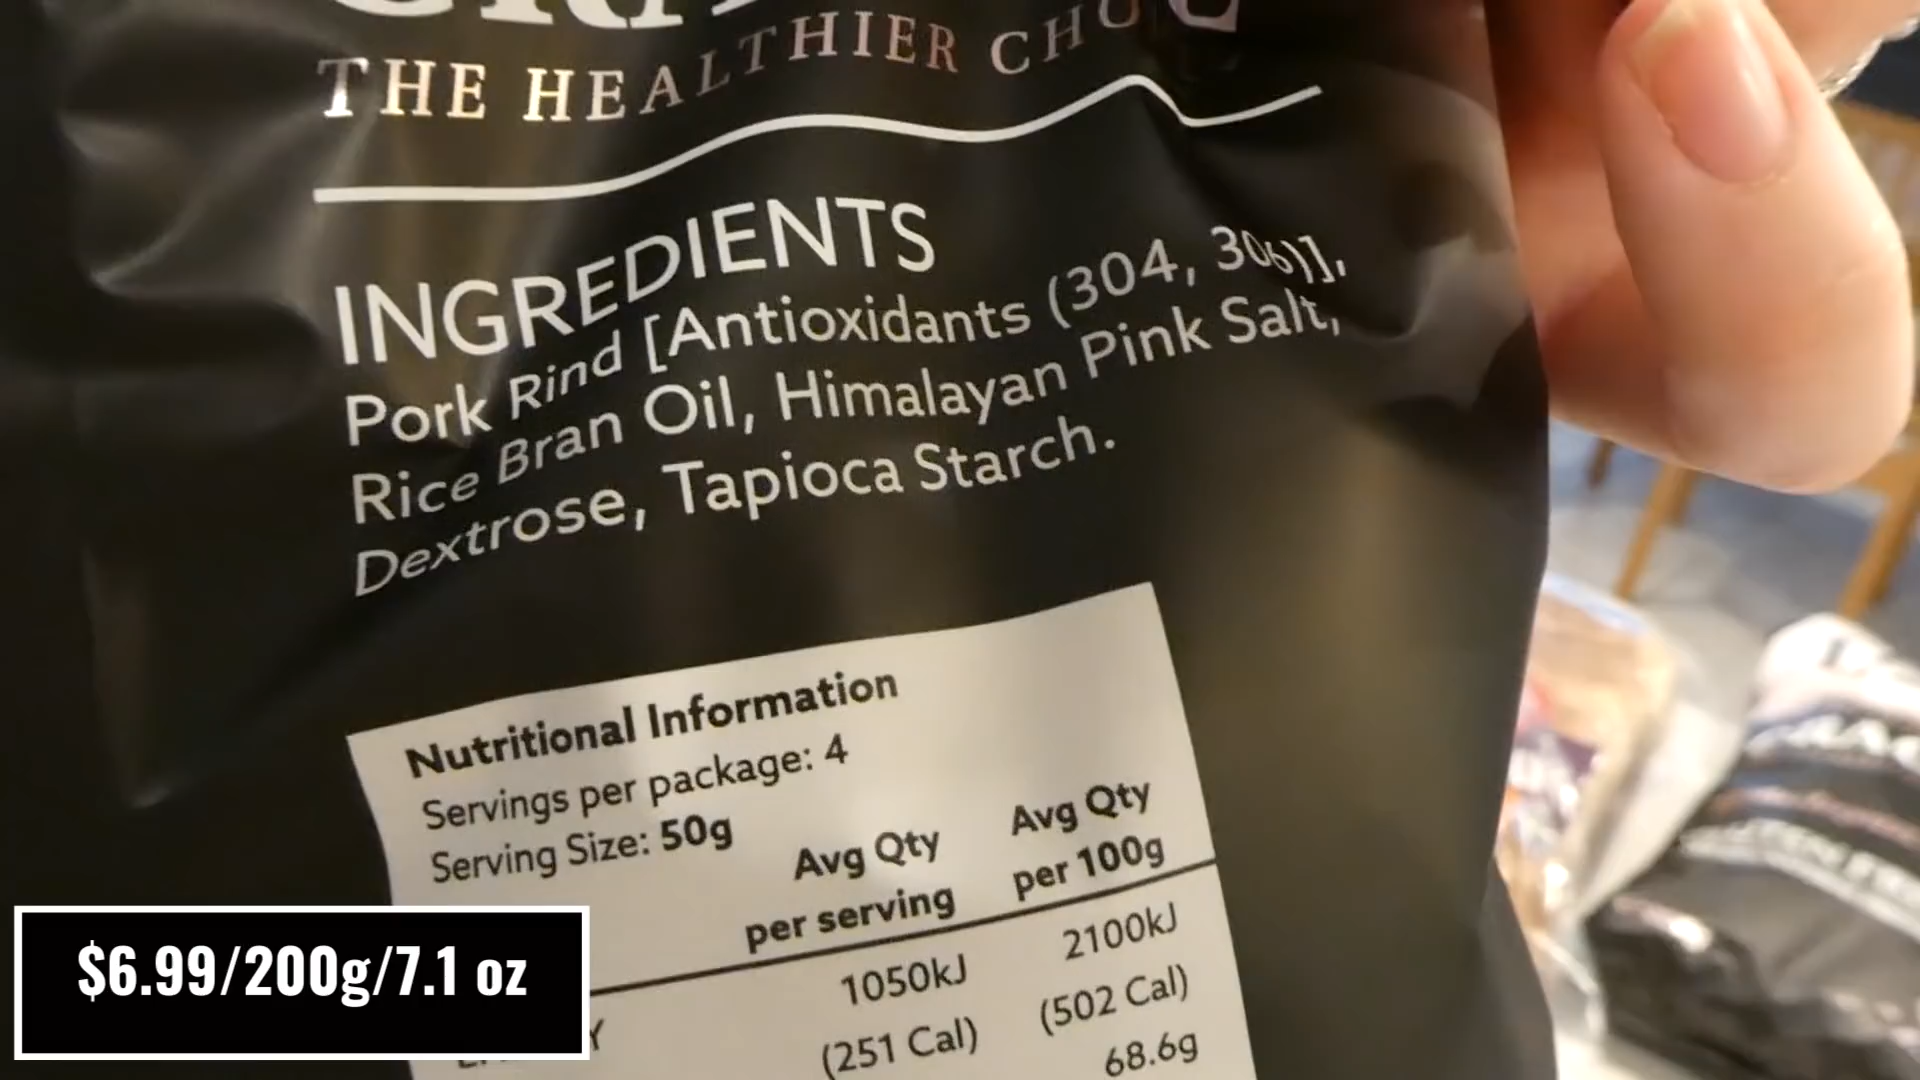 THE HEALTHIER
INGREDIENTS
Pork Rind [Antioxidants (304, 306)],
Rice Bran Oil, Himalayan Pink Salt,
Dextrose, Tapioca Starch.
Nutritional Information
Servings per package: 4
Serving Size: 50g
Avg Qty per serving
Avg Qty per 100g
1050kJ 2100kJ
(251 Cal) (502 Cal)
68.6g
$6.99/200g/7.1 oz